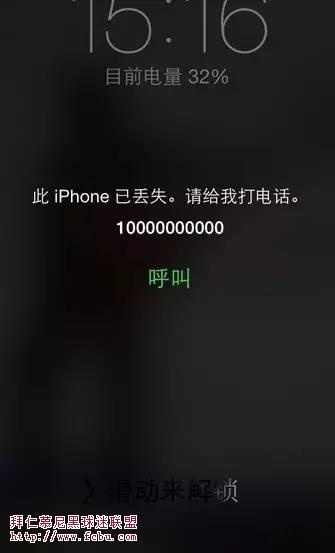 15:16
目前电量 32%
此 iPhone 已丢失。请给我打电话。
10000000000
呼叫
> 滑动来解锁
拜仁慕尼黑球迷联盟
http://www.fcbu.com